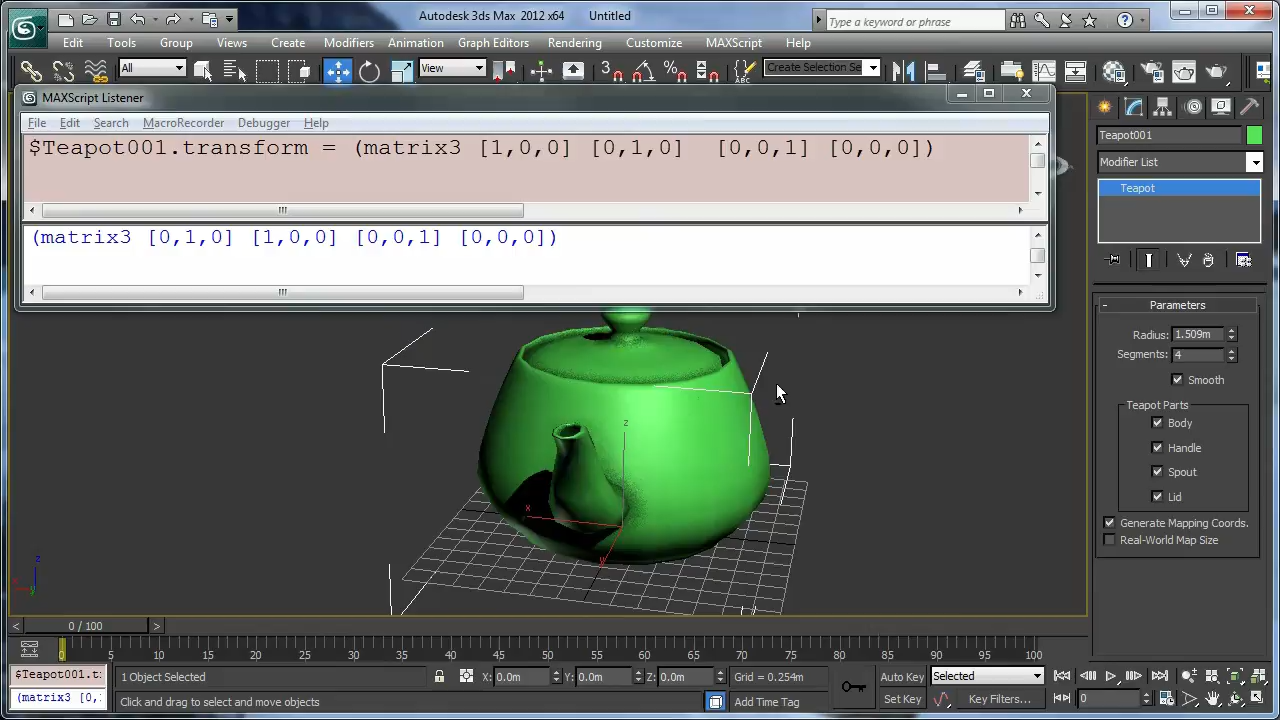 Autodesk 3ds Max 2012 x64 Untitled
Type a keyword or phrase
Edit Tools Group Views Create Modifiers Animation Graph Editors Rendering Customize MAXScript Help
All View Create Selection Se
MAXScript Listener
File Edit Search MacroRecorder Debugger Help
$Teapot001.transform = (matrix3 [1,0,0] [0,1,0] [0,0,1] [0,0,0])
(matrix3 [0,1,0] [1,0,0] [0,0,1] [0,0,0])
Teapot001
Modifier List
Teapot
- Parameters
Radius: 1.509m
Segments: 4
Smooth
Teapot Parts
Body
Handle
Spout
Lid
Generate Mapping Coords.
Real-World Map Size
z
x
y
z
x
y
< 0 / 100 >
0 5 10 15 20 25 30 35 40 45 50 55 60 65 70 75 80 85 90 95 100
$Teapot001.t
1 Object Selected X: 0.0m Y: 0.0m Z: 0.0m Grid = 0.254m Auto Key Selected
(matrix3 [0,
Click and drag to select and move objects Add Time Tag Set Key Key Filters... 0